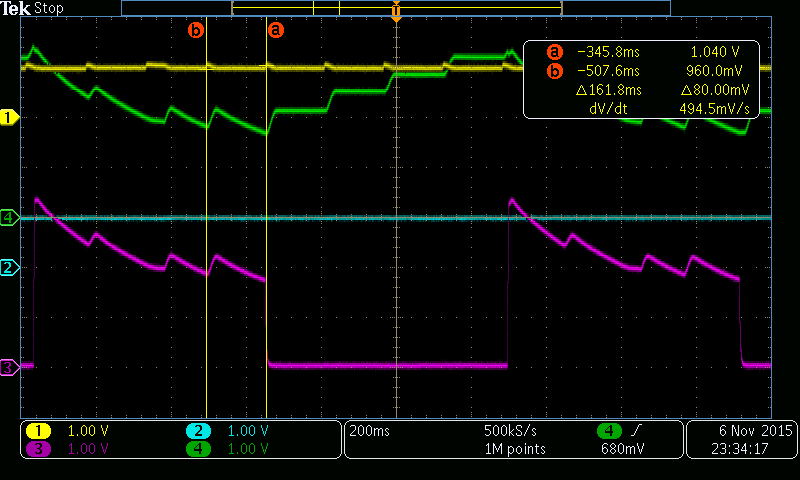 Tek Stop
T
b a
a −345.8ms 1.040 V
b −507.6ms 960.0mV
Δ161.8ms Δ80.00mV
dV/dt 494.5mV/s
1
4
2
3
1 1.00 V 2 1.00 V
3 1.00 V 4 1.00 V
200ms 500kS/s
1M points
4 680mV
6 Nov 2015
23:34:17